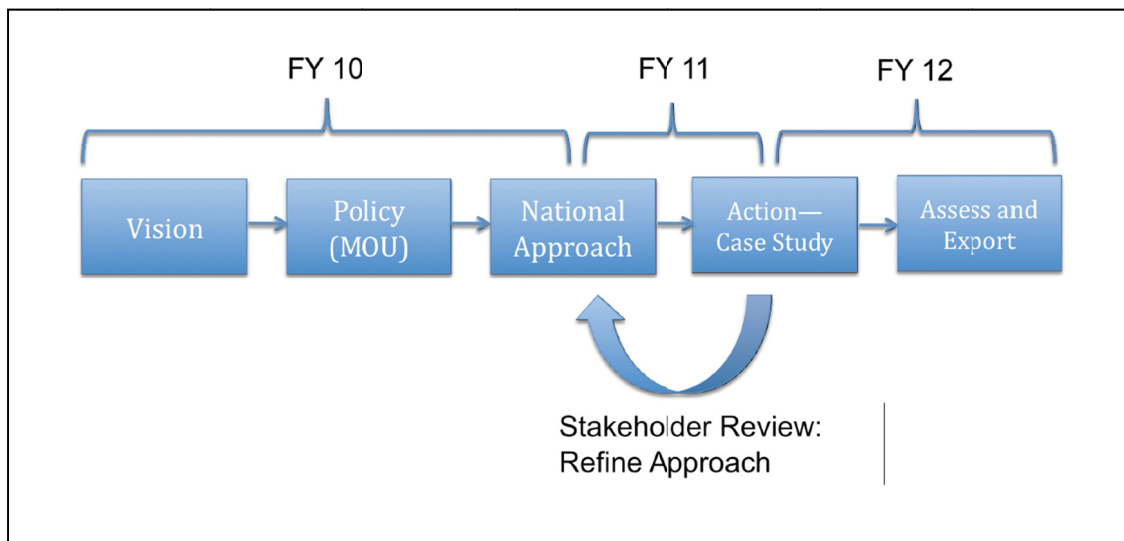 FY 10
FY 11
FY 12
Vision
Policy
(MOU)
National
Approach
Action—
Case Study
Assess and
Export
Stakeholder Review:
Refine Approach